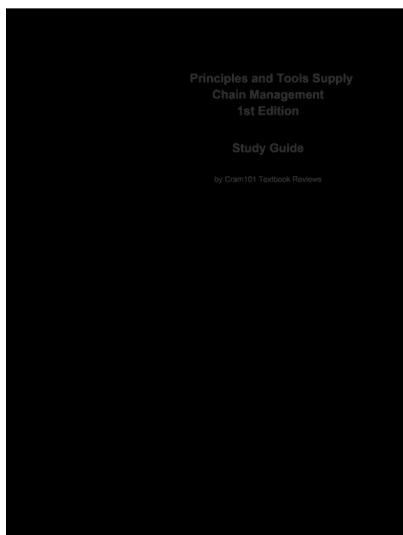 Principles and Tools Supply
Chain Management
1st Edition
Study Guide
by Cram101 Textbook Reviews